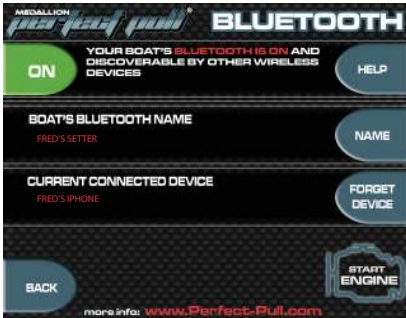 MEDALLION
perfect pull BLUETOOTH
ON
YOUR BOAT'S BLUETOOTH IS ON AND
DISCOVERABLE BY OTHER WIRELESS
DEVICES
HELP
BOAT'S BLUETOOTH NAME
FRED'S SETTER
NAME
CURRENT CONNECTED DEVICE
FRED'S IPHONE
FORGET
DEVICE
BACK
START
ENGINE
more info: www.Perfect-Pull.com